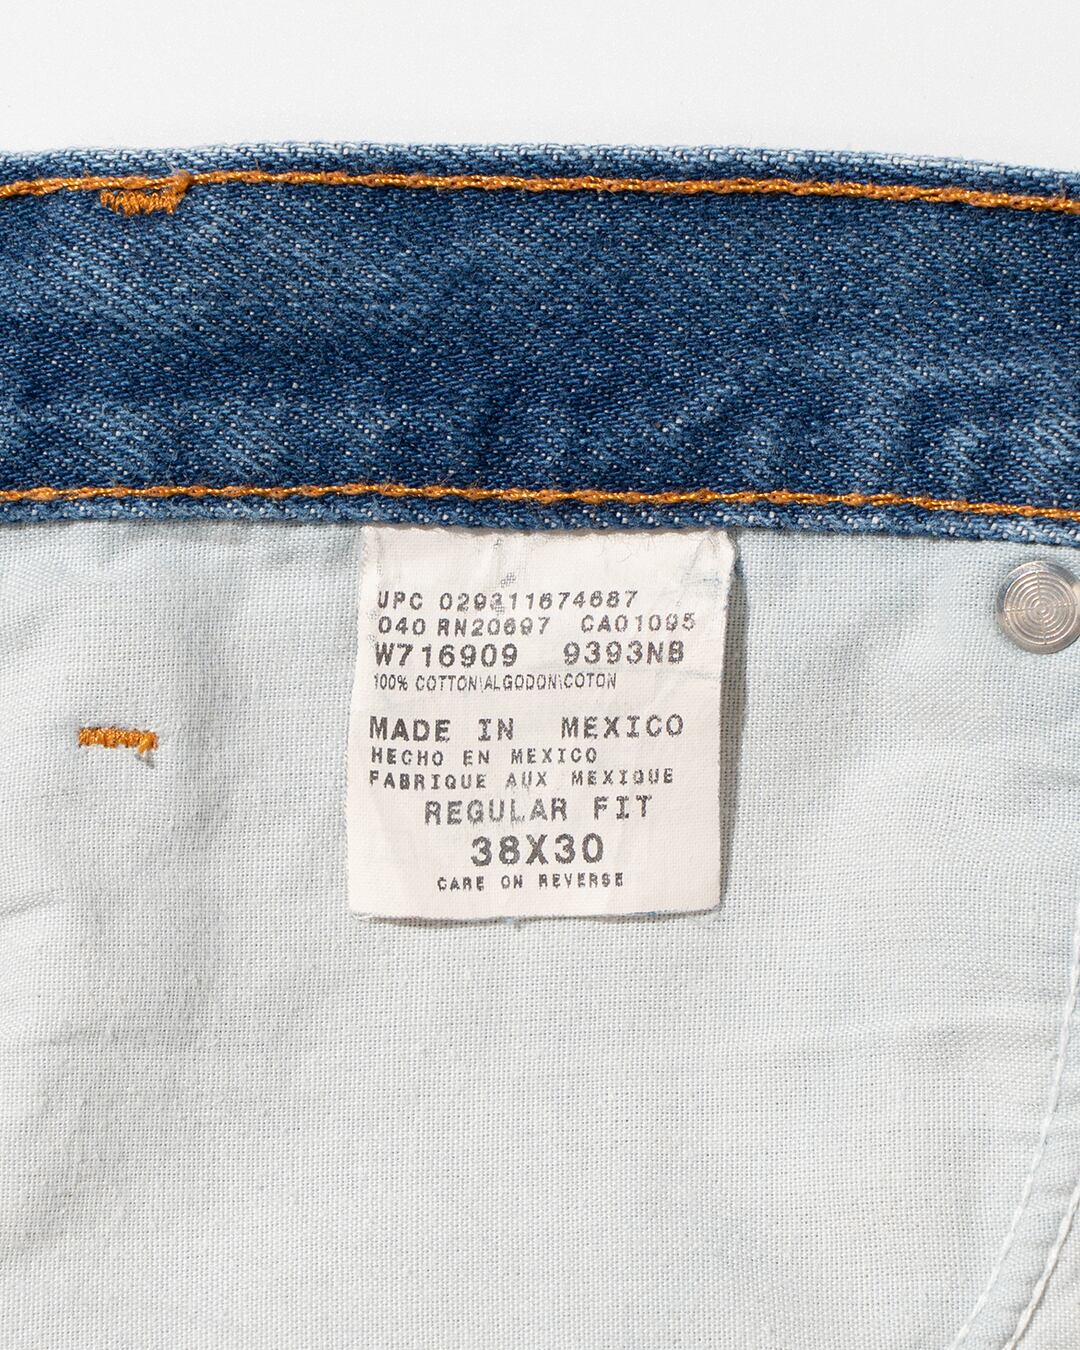 UPC 029311674687
040 RN20697 CA01095
W716909 9393NB
100% COTTON\ALGODON\COTON
MADE IN MEXICO
HECHO EN MEXICO
FABRIQUE AUX MEXIQUE
REGULAR FIT
38X30
CARE ON REVERSE